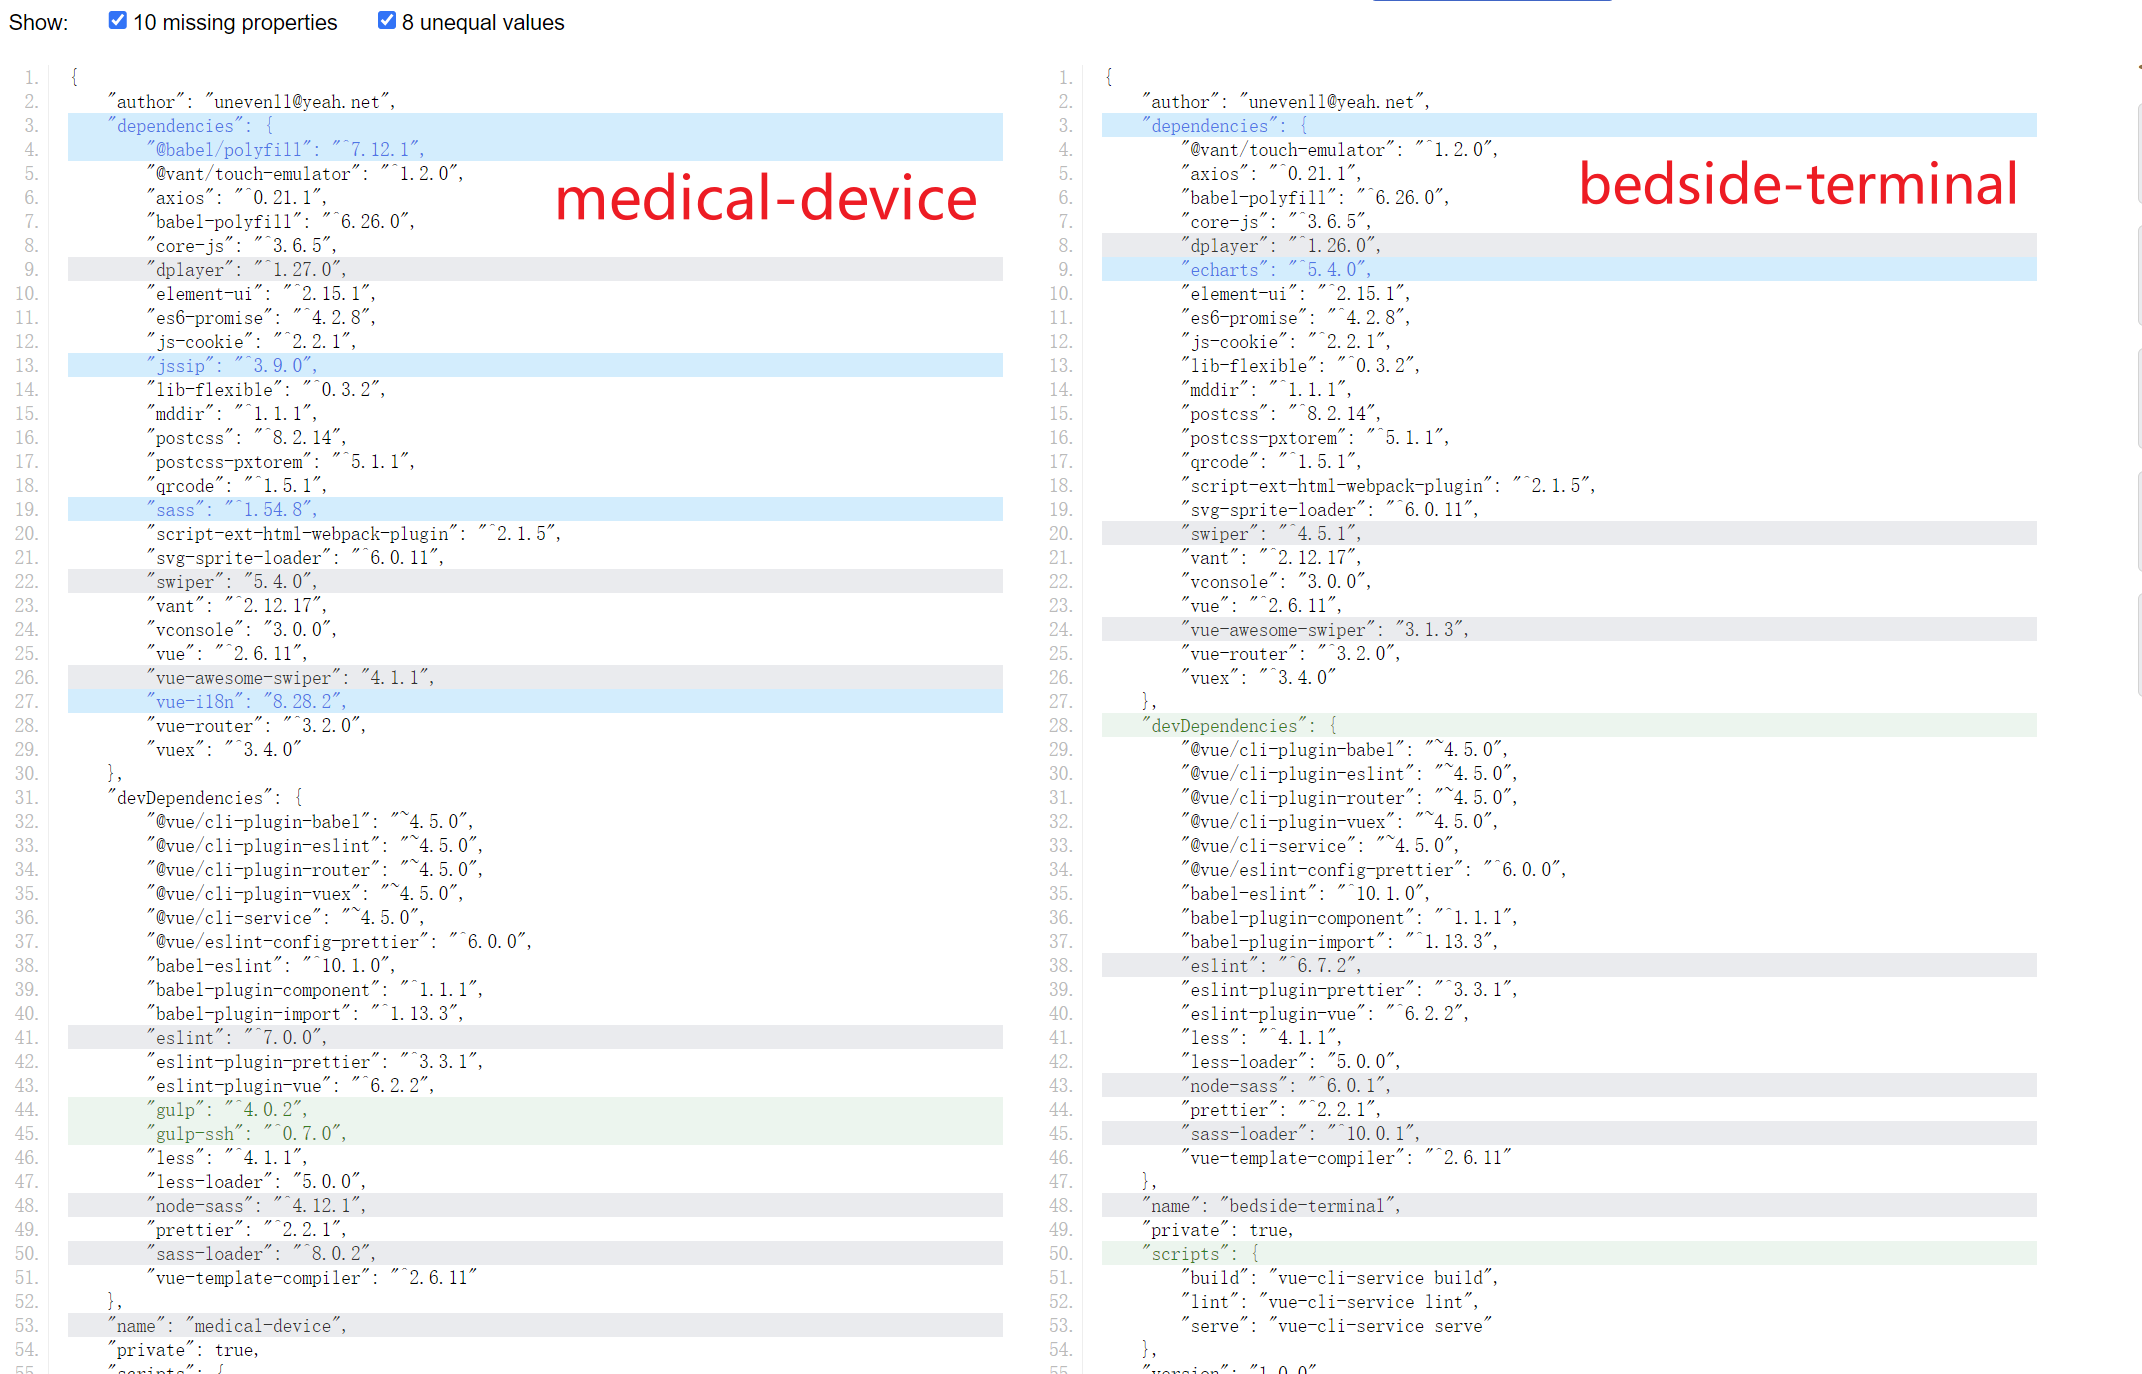 Show: 10 missing properties 8 unequal values
1. {
2. "author": "uneven11@yeah.net",
3. "dependencies": {
4. "@babel/polyfill": "^7.12.1",
5. "@vant/touch-emulator": "^1.2.0",
6. "axios": "^0.21.1",
7. "babel-polyfill": "^6.26.0",
8. "core-js": "^3.6.5",
9. "dplayer": "^1.27.0",
10. "element-ui": "^2.15.1",
11. "es6-promise": "^4.2.8",
12. "js-cookie": "^2.2.1",
13. "jssip": "^3.9.0",
14. "lib-flexible": "^0.3.2",
15. "mddir": "^1.1.1",
16. "postcss": "^8.2.14",
17. "postcss-pxtorem": "^5.1.1",
18. "qrcode": "^1.5.1",
19. "sass": "^1.54.8",
20. "script-ext-html-webpack-plugin": "^2.1.5",
21. "svg-sprite-loader": "^6.0.11",
22. "swiper": "5.4.0",
23. "vant": "^2.12.17",
24. "vconsole": "3.0.0",
25. "vue": "^2.6.11",
26. "vue-awesome-swiper": "4.1.1",
27. "vue-i18n": "8.28.2",
28. "vue-router": "^3.2.0",
29. "vuex": "^3.4.0"
30. },
31. "devDependencies": {
32. "@vue/cli-plugin-babel": "~4.5.0",
33. "@vue/cli-plugin-eslint": "~4.5.0",
34. "@vue/cli-plugin-router": "~4.5.0",
35. "@vue/cli-plugin-vuex": "~4.5.0",
36. "@vue/cli-service": "~4.5.0",
37. "@vue/eslint-config-prettier": "^6.0.0",
38. "babel-eslint": "^10.1.0",
39. "babel-plugin-component": "^1.1.1",
40. "babel-plugin-import": "^1.13.3",
41. "eslint": "^7.0.0",
42. "eslint-plugin-prettier": "^3.3.1",
43. "eslint-plugin-vue": "^6.2.2",
44. "gulp": "^4.0.2",
45. "gulp-ssh": "^0.7.0",
46. "less": "^4.1.1",
47. "less-loader": "5.0.0",
48. "node-sass": "^4.12.1",
49. "prettier": "^2.2.1",
50. "sass-loader": "^8.0.2",
51. "vue-template-compiler": "^2.6.11"
52. },
53. "name": "medical-device",
54. "private": true,
55. "scripts": {
medical-device
1. {
2. "author": "uneven11@yeah.net",
3. "dependencies": {
4. "@vant/touch-emulator": "^1.2.0",
5. "axios": "^0.21.1",
6. "babel-polyfill": "^6.26.0",
7. "core-js": "^3.6.5",
8. "dplayer": "^1.26.0",
9. "echarts": "^5.4.0",
10. "element-ui": "^2.15.1",
11. "es6-promise": "^4.2.8",
12. "js-cookie": "^2.2.1",
13. "lib-flexible": "^0.3.2",
14. "mddir": "^1.1.1",
15. "postcss": "^8.2.14",
16. "postcss-pxtorem": "^5.1.1",
17. "qrcode": "^1.5.1",
18. "script-ext-html-webpack-plugin": "^2.1.5",
19. "svg-sprite-loader": "^6.0.11",
20. "swiper": "^4.5.1",
21. "vant": "^2.12.17",
22. "vconsole": "3.0.0",
23. "vue": "^2.6.11",
24. "vue-awesome-swiper": "3.1.3",
25. "vue-router": "^3.2.0",
26. "vuex": "^3.4.0"
27. },
28. "devDependencies": {
29. "@vue/cli-plugin-babel": "~4.5.0",
30. "@vue/cli-plugin-eslint": "~4.5.0",
31. "@vue/cli-plugin-router": "~4.5.0",
32. "@vue/cli-plugin-vuex": "~4.5.0",
33. "@vue/cli-service": "~4.5.0",
34. "@vue/eslint-config-prettier": "^6.0.0",
35. "babel-eslint": "^10.1.0",
36. "babel-plugin-component": "^1.1.1",
37. "babel-plugin-import": "^1.13.3",
38. "eslint": "^6.7.2",
39. "eslint-plugin-prettier": "^3.3.1",
40. "eslint-plugin-vue": "^6.2.2",
41. "less": "^4.1.1",
42. "less-loader": "5.0.0",
43. "node-sass": "^6.0.1",
44. "prettier": "^2.2.1",
45. "sass-loader": "^10.0.1",
46. "vue-template-compiler": "^2.6.11"
47. },
48. "name": "bedside-terminal",
49. "private": true,
50. "scripts": {
51. "build": "vue-cli-service build",
52. "lint": "vue-cli-service lint",
53. "serve": "vue-cli-service serve"
54. },
55. "version": "1.0.0"
bedside-terminal